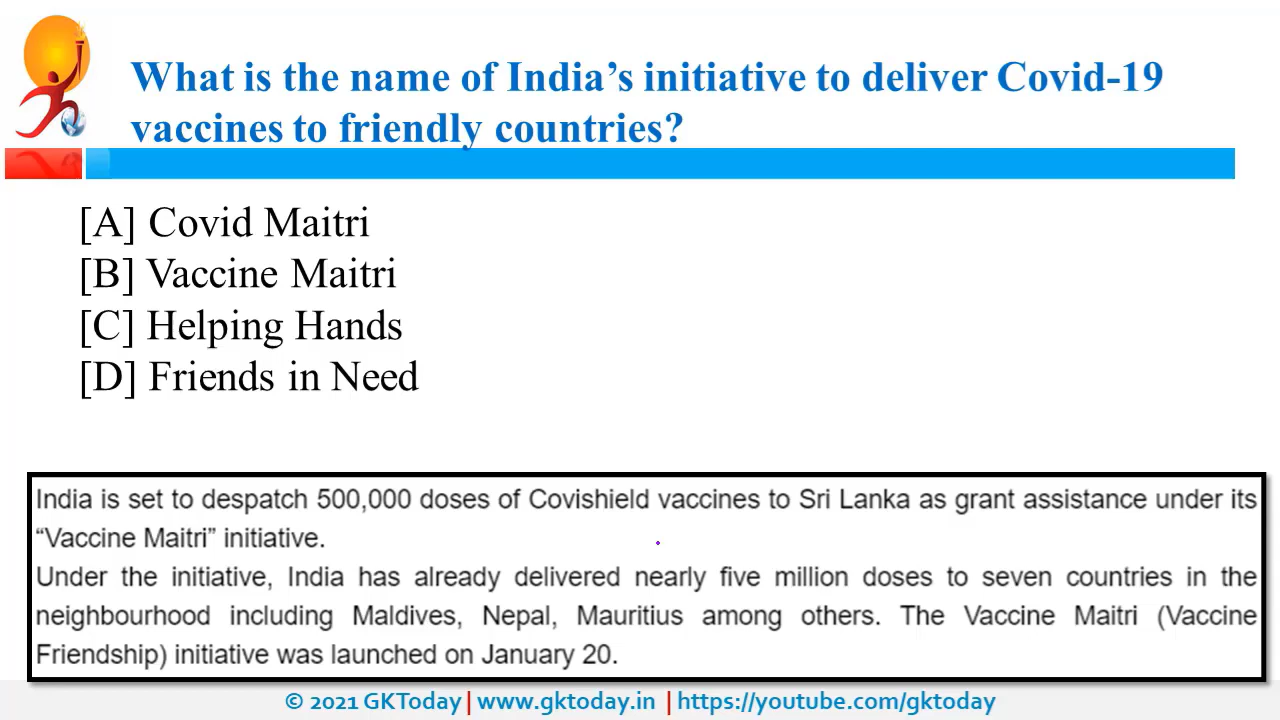 What is the name of India’s initiative to deliver Covid-19
vaccines to friendly countries?
[A] Covid Maitri
[B] Vaccine Maitri
[C] Helping Hands
[D] Friends in Need
India is set to despatch 500,000 doses of Covishield vaccines to Sri Lanka as grant assistance under its
“Vaccine Maitri” initiative.
Under the initiative, India has already delivered nearly five million doses to seven countries in the
neighbourhood including Maldives, Nepal, Mauritius among others. The Vaccine Maitri (Vaccine
Friendship) initiative was launched on January 20.
© 2021 GKToday | www.gktoday.in | https://youtube.com/gktoday